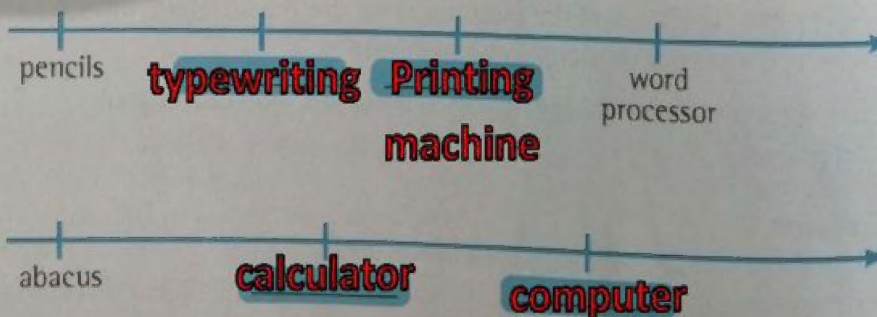 pencils typewriting Printing word
machine processor
abacus calculator computer